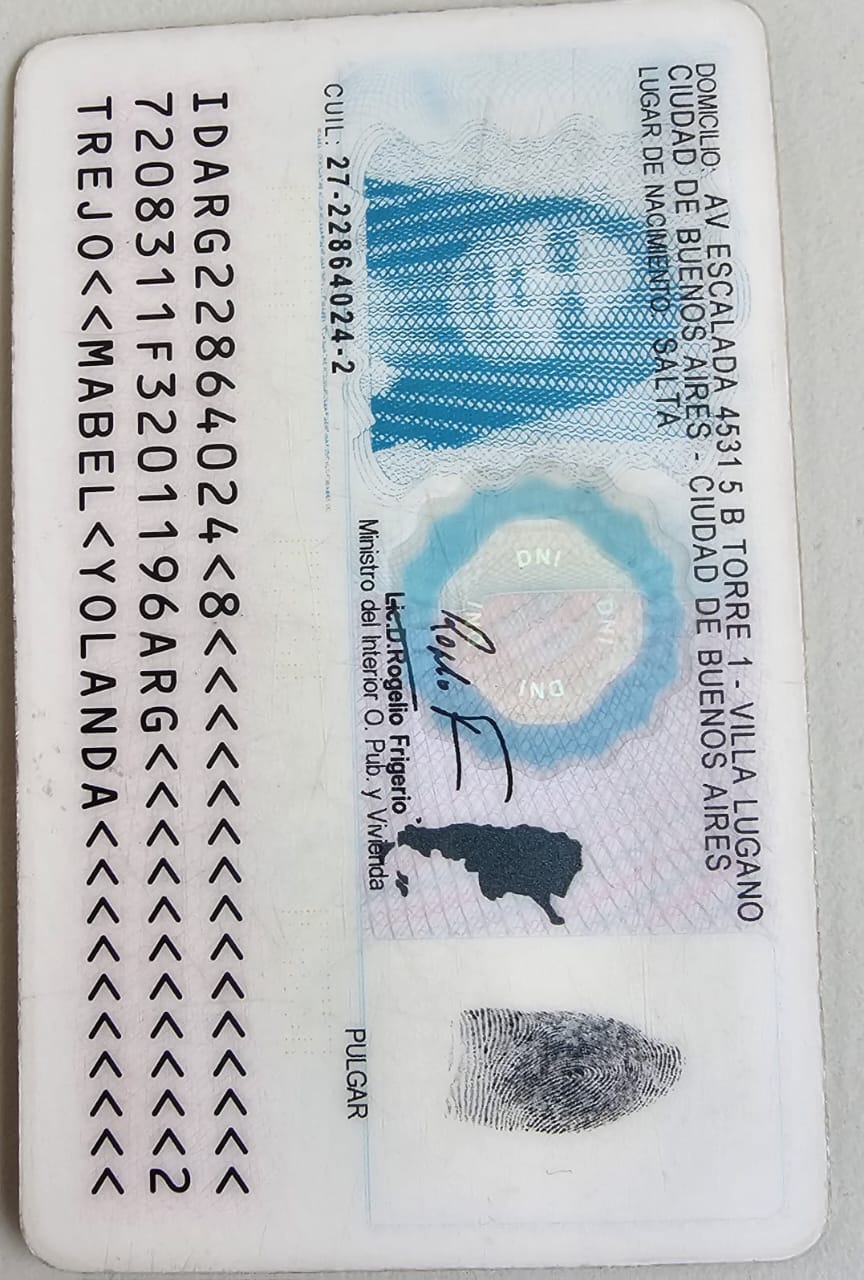 DOMICILIO: AV ESCALADA 4531 5 B TORRE 1 - VILLA LUGANO
CIUDAD DE BUENOS AIRES - CIUDAD DE BUENOS AIRES
LUGAR DE NACIMIENTO: SALTA
DNI
DNI
DNI
DNI
Lic.D.Rogelio Frigerio
Ministro del Interior O. Pub. y Vivienda
CUIL: 27-22864024-2
PULGAR
IDARG22864024<8<<<<<<<<<<<<<<<
7208311F3201196ARG<<<<<<<<<<<2
TREJO<<MABEL<YOLANDA<<<<<<<<<<